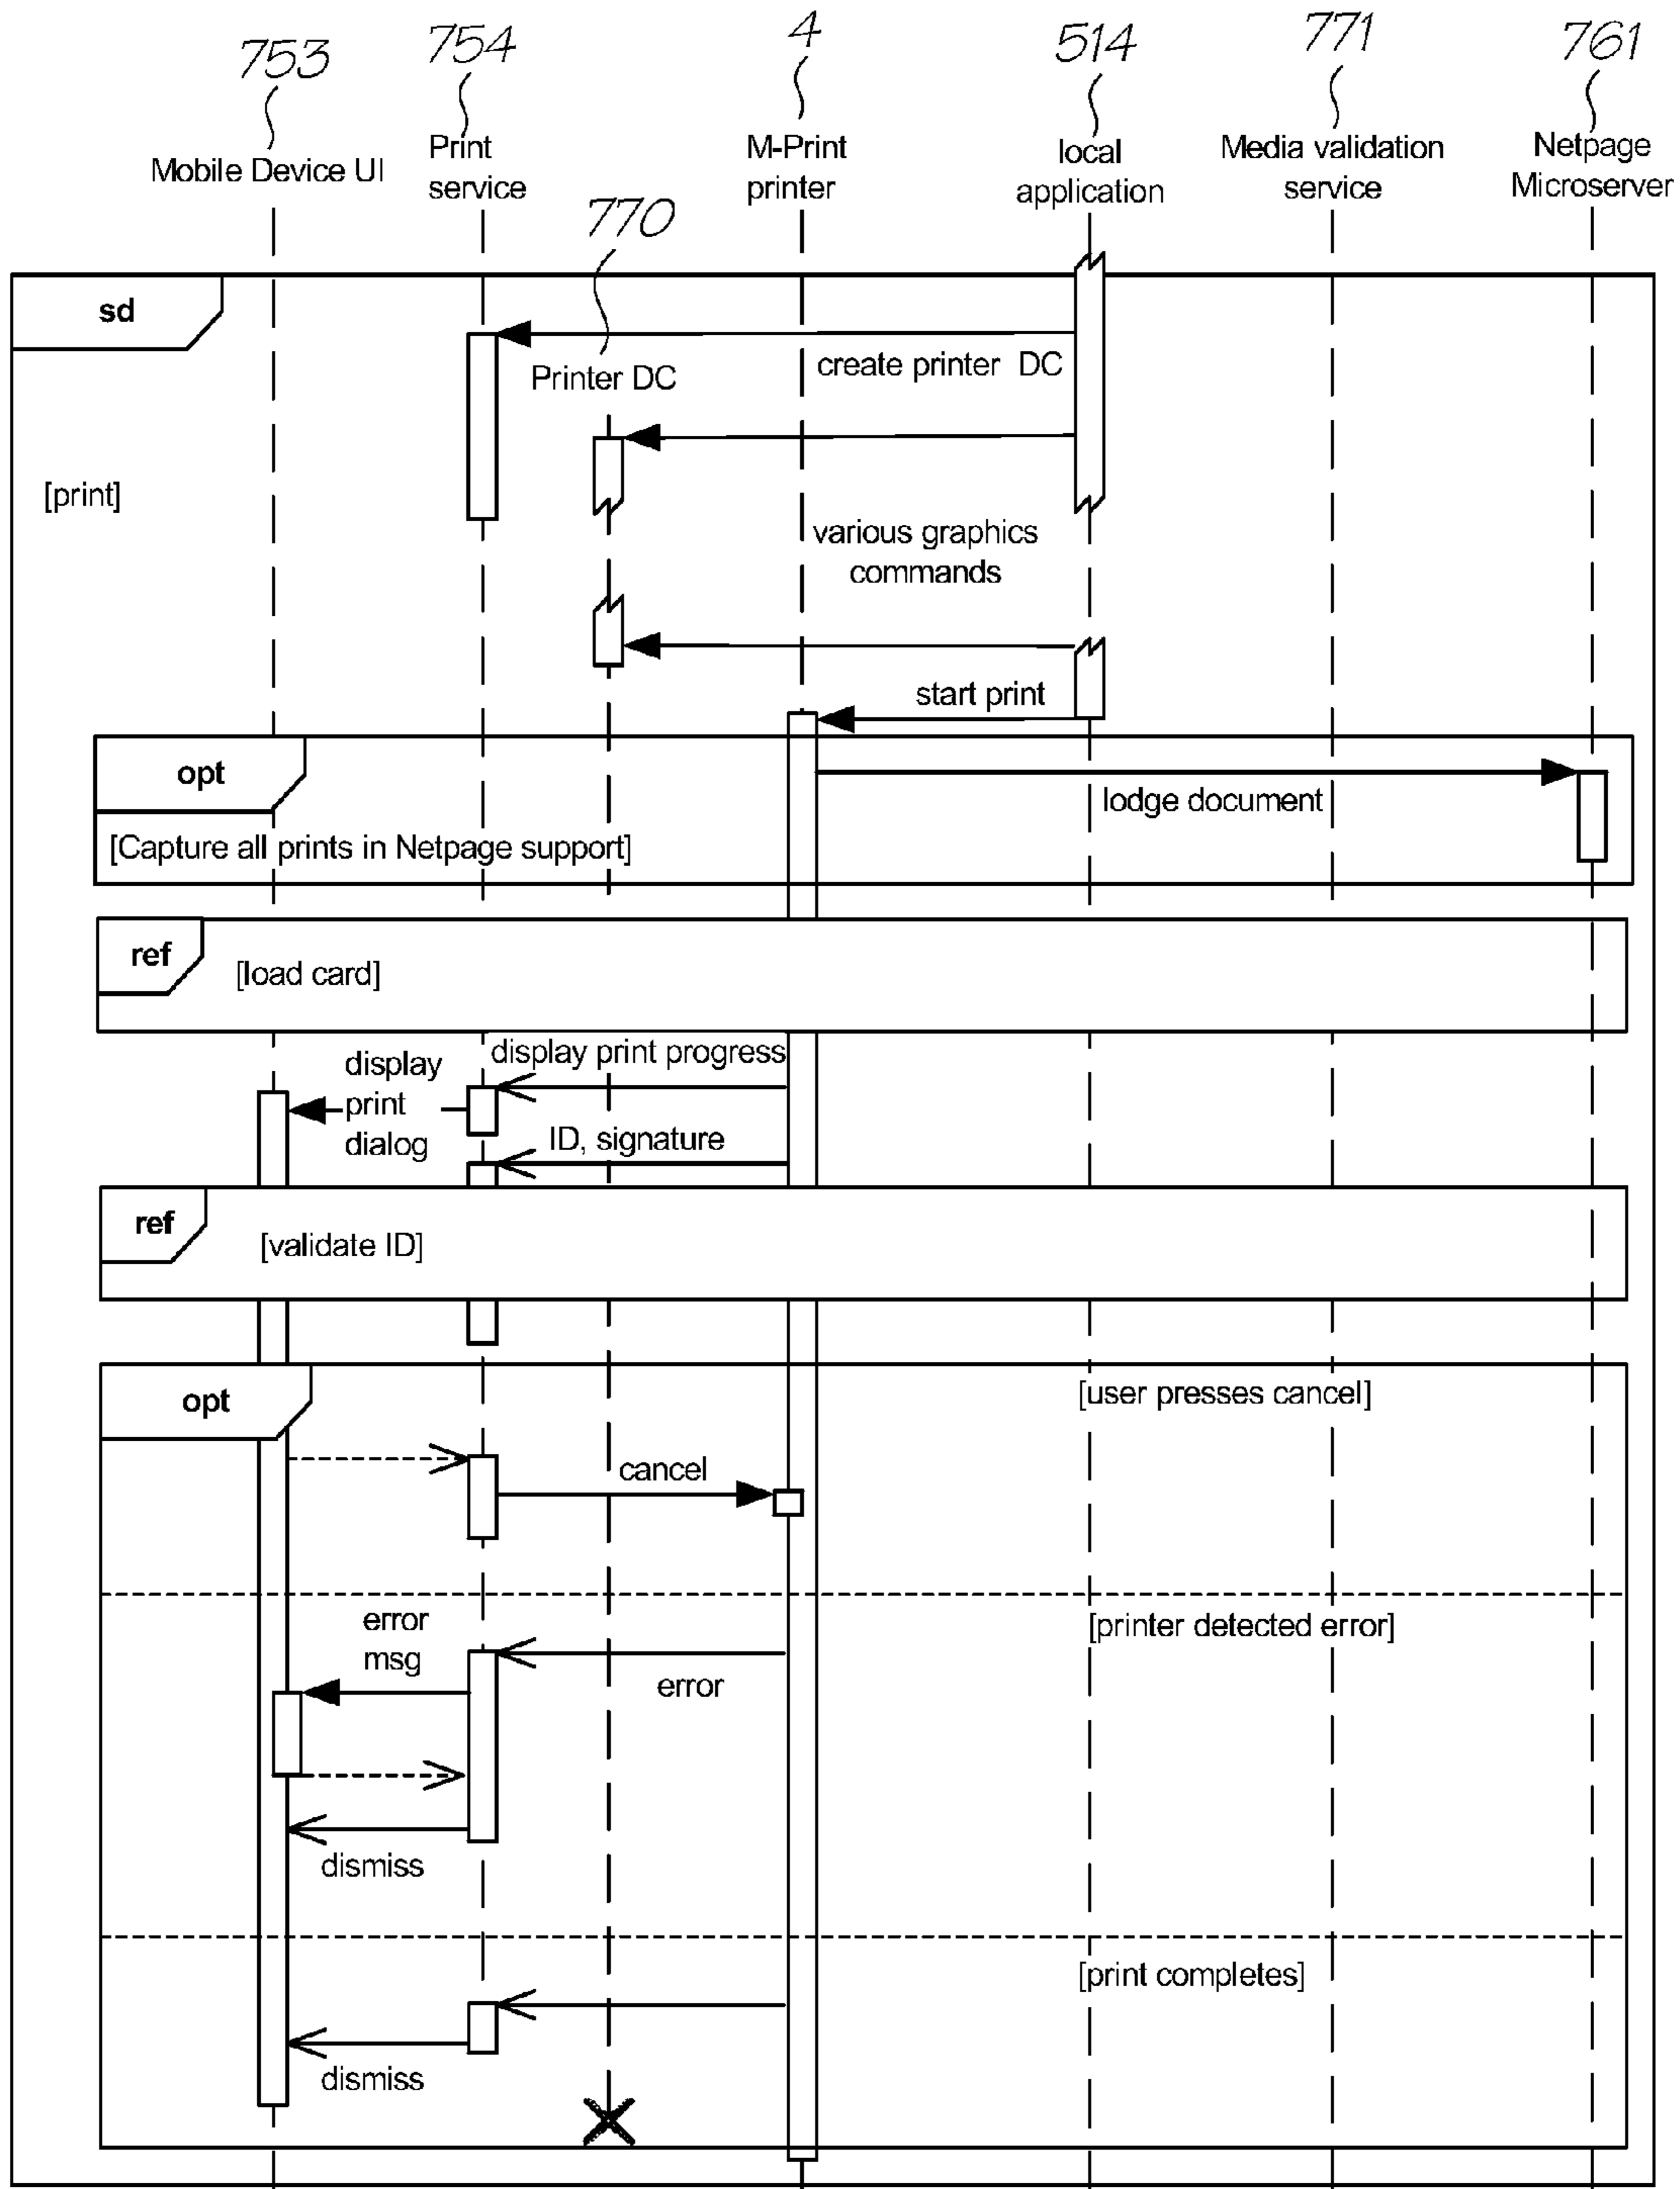 753
754
4
514
771
761
Mobile Device UI
Print
service
M-Print
printer
local
application
Media validation
service
Netpage
Microserver
770
sd
Printer DC
create printer DC
[print]
various graphics
commands
start print
opt
lodge document
[Capture all prints in Netpage support]
ref
[load card]
display print progress
display
print
dialog
ID, signature
ref
[validate ID]
opt
[user presses cancel]
cancel
error
msg
[printer detected error]
error
dismiss
[print completes]
dismiss